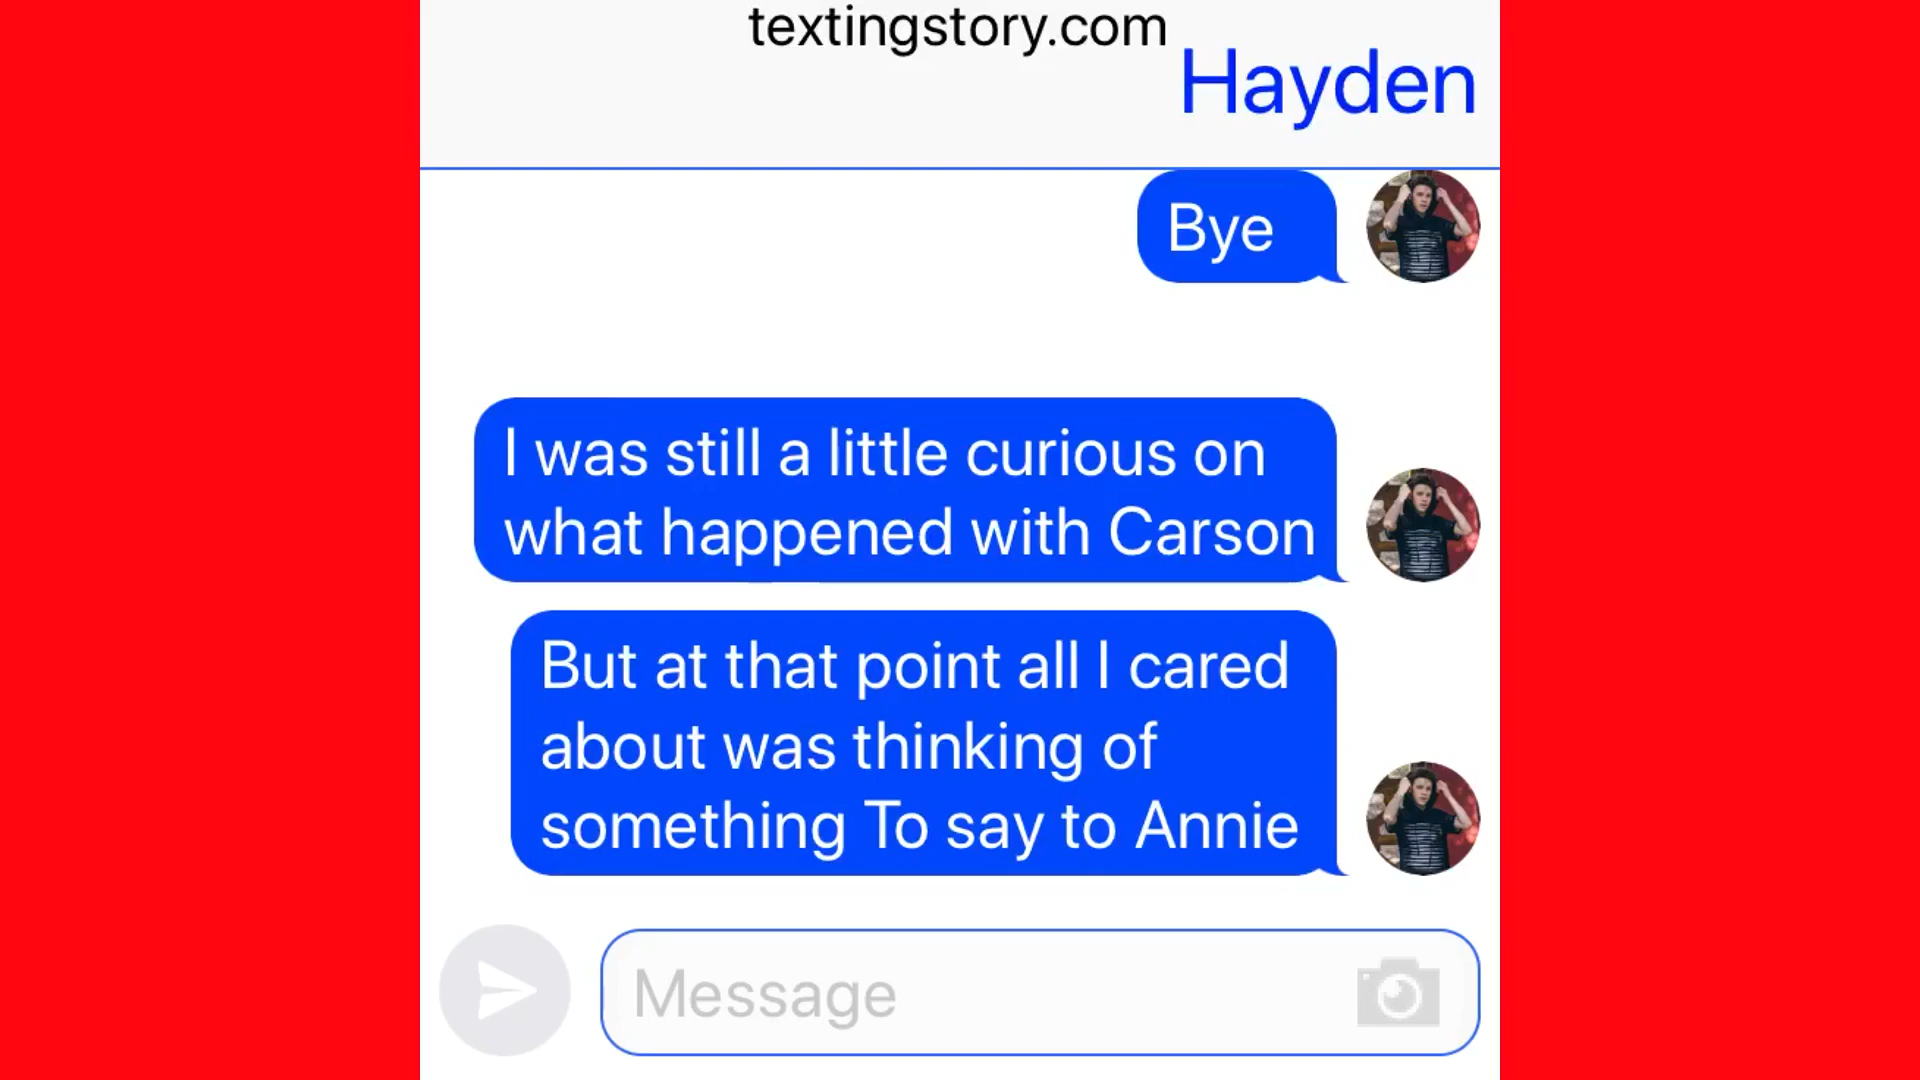 textingstory.com
Hayden
Bye
I was still a little curious on
what happened with Carson
But at that point all I cared
about was thinking of
something To say to Annie
Message